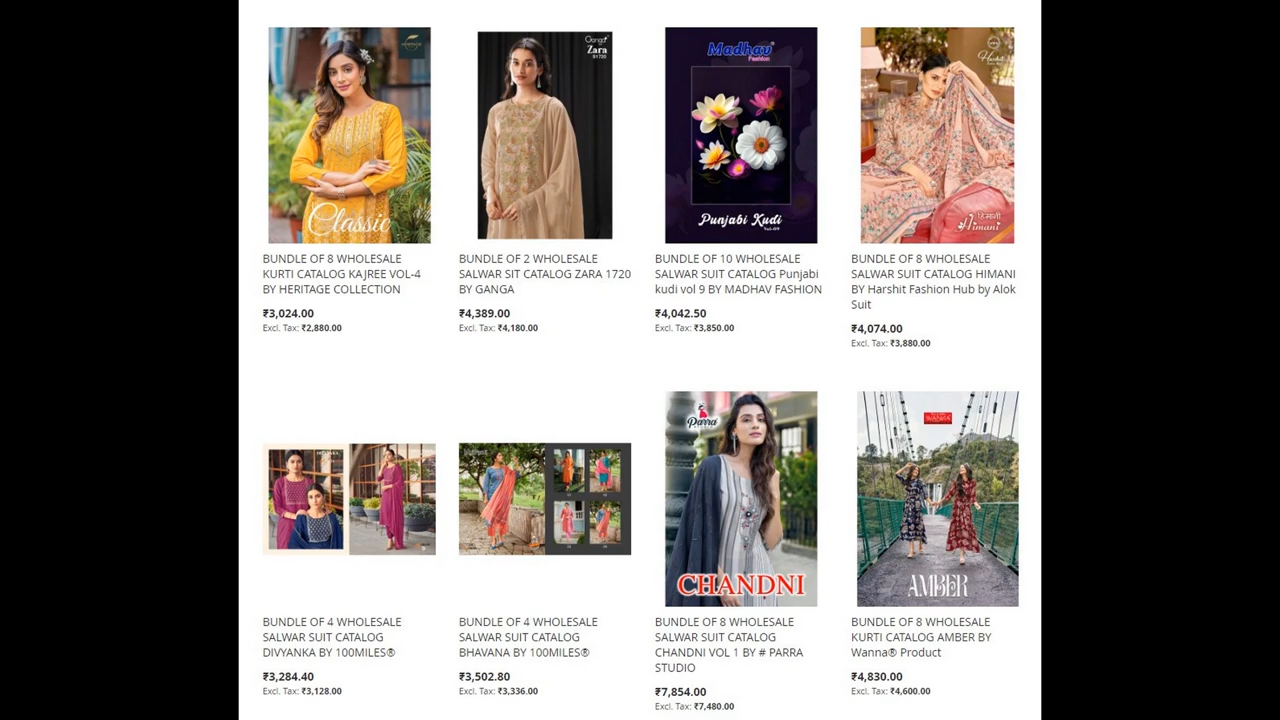 Classic
Ganga
Zara
S1720
Madhav
Fashion
Punjabi Kudi
Vol-09
Harshit
हिमानी
Himani
BUNDLE OF 8 WHOLESALE
KURTI CATALOG KAJREE VOL-4
BY HERITAGE COLLECTION
₹3,024.00
Excl. Tax: ₹2,880.00
BUNDLE OF 2 WHOLESALE
SALWAR SIT CATALOG ZARA 1720
BY GANGA
₹4,389.00
Excl. Tax: ₹4,180.00
BUNDLE OF 10 WHOLESALE
SALWAR SUIT CATALOG Punjabi
kudi vol 9 BY MADHAV FASHION
₹4,042.50
Excl. Tax: ₹3,850.00
BUNDLE OF 8 WHOLESALE
SALWAR SUIT CATALOG HIMANI
BY Harshit Fashion Hub by Alok
Suit
₹4,074.00
Excl. Tax: ₹3,880.00
Parra
CHANDNI
WANNA
AMBER
BUNDLE OF 4 WHOLESALE
SALWAR SUIT CATALOG
DIVYANKA BY 100MILES®
₹3,284.40
Excl. Tax: ₹3,128.00
BUNDLE OF 4 WHOLESALE
SALWAR SUIT CATALOG
BHAVANA BY 100MILES®
₹3,502.80
Excl. Tax: ₹3,336.00
BUNDLE OF 8 WHOLESALE
SALWAR SUIT CATALOG
CHANDNI VOL 1 BY # PARRA
STUDIO
₹7,854.00
Excl. Tax: ₹7,480.00
BUNDLE OF 8 WHOLESALE
KURTI CATALOG AMBER BY
Wanna® Product
₹4,830.00
Excl. Tax: ₹4,600.00